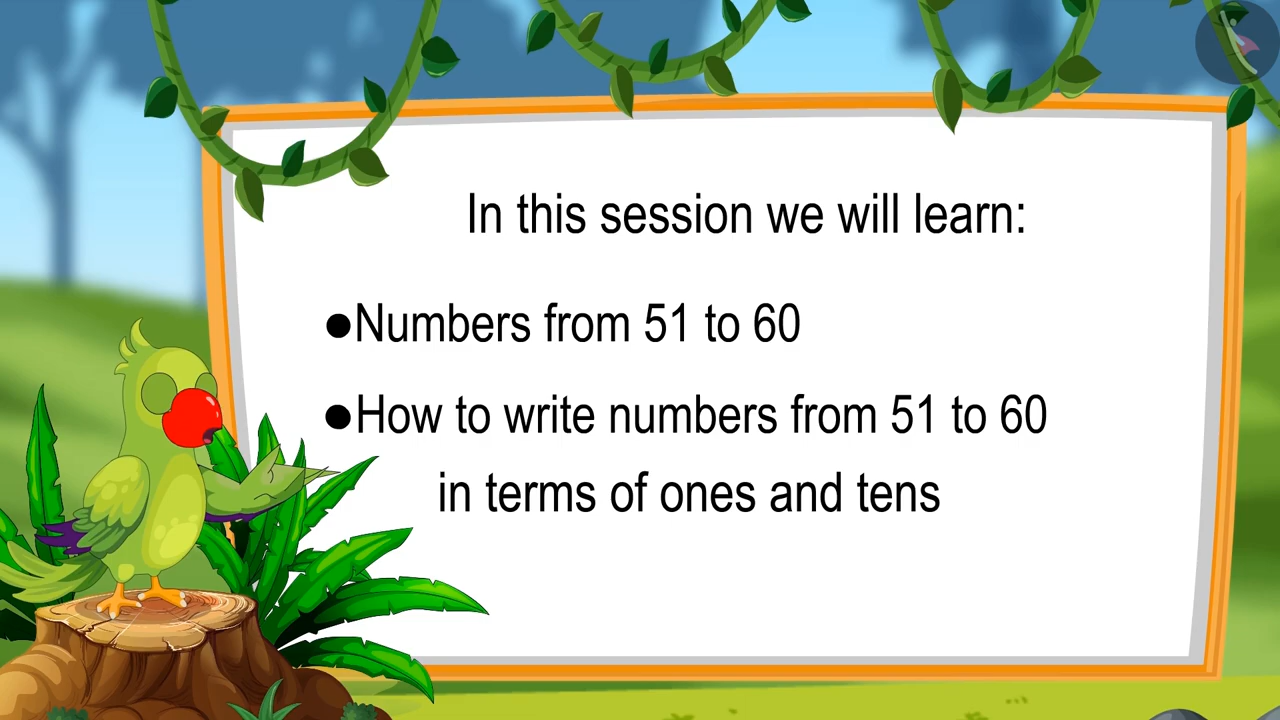 In this session we will learn:
●Numbers from 51 to 60
●How to write numbers from 51 to 60
in terms of ones and tens